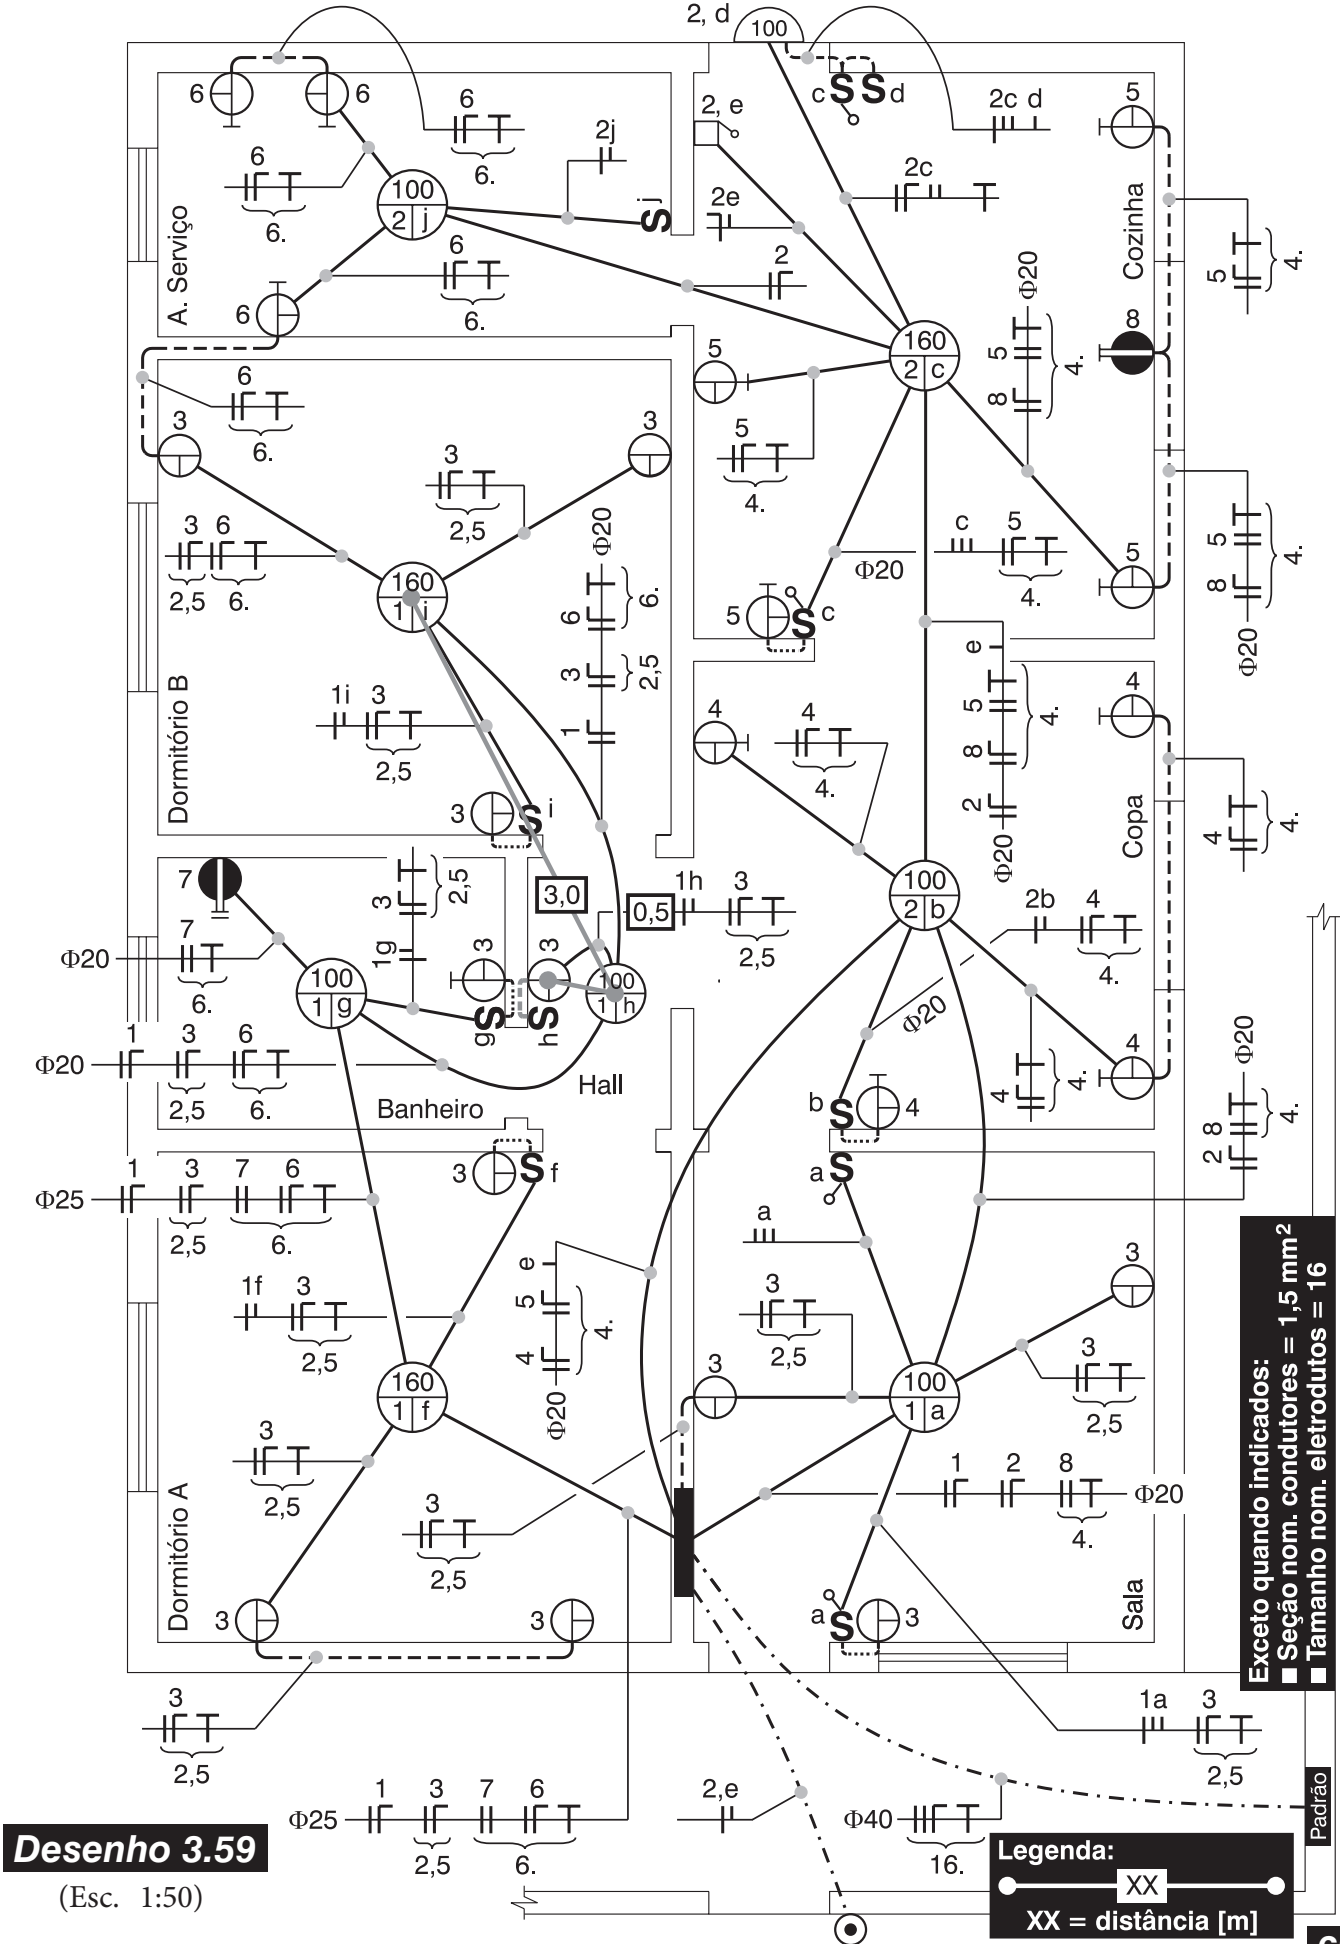 2, d
100
6
6
6
6.
c S S d
2c d
5
2, e
6
6.
2j
2c
100
2 j
S j
2e
Cozinha
A. Serviço
6
6.
2
Φ20
5
8
4.
8
5
4.
6
160
2 c
5
6
6.
5
4.
3
3
3
2,5
Φ20
6
6.
3
2,5
1
3 6
2,5 6.
160
1 i
c 5
4.
Φ20
5
5
8
4.
Φ20
5 S c
e
5
8
4.
2
Φ20
Dormitório B
1i 3
2,5
4
4
4.
4
Copa
4
4.
3 S i
7
3
2,5
1g
3,0
0,5
1h 3
2,5
100
2 b
2b 4
4.
7
Φ20
6.
100
1 g
3
3
S g
S h
100
1 h
Φ20
4
4.
4
Φ20
8
4.
2
1 3 6
Φ20
2,5 6.
Hall
Banheiro
b S 4
3 S f
a S
1 3 7 6
Φ25
2,5 6.
a
e
5
4
4.
Φ20
3
1f 3
2,5
3
2,5
160
1 f
3
100
1 a
3
2,5
3
2,5
1 2 8
Φ20
4.
3
2,5
Dormitório A
3
3
a S 3
Sala
Exceto quando indicados:
■ Seção nom. condutores = 1,5 mm²
■ Tamanho nom. eletrodutos = 16
3
2,5
1a 3
2,5
Padrão
1 3 7 6
Φ25
2,5 6.
2,e
Φ40
16.
Desenho 3.59
(Esc. 1:50)
Legenda:
XX
XX = distância [m]